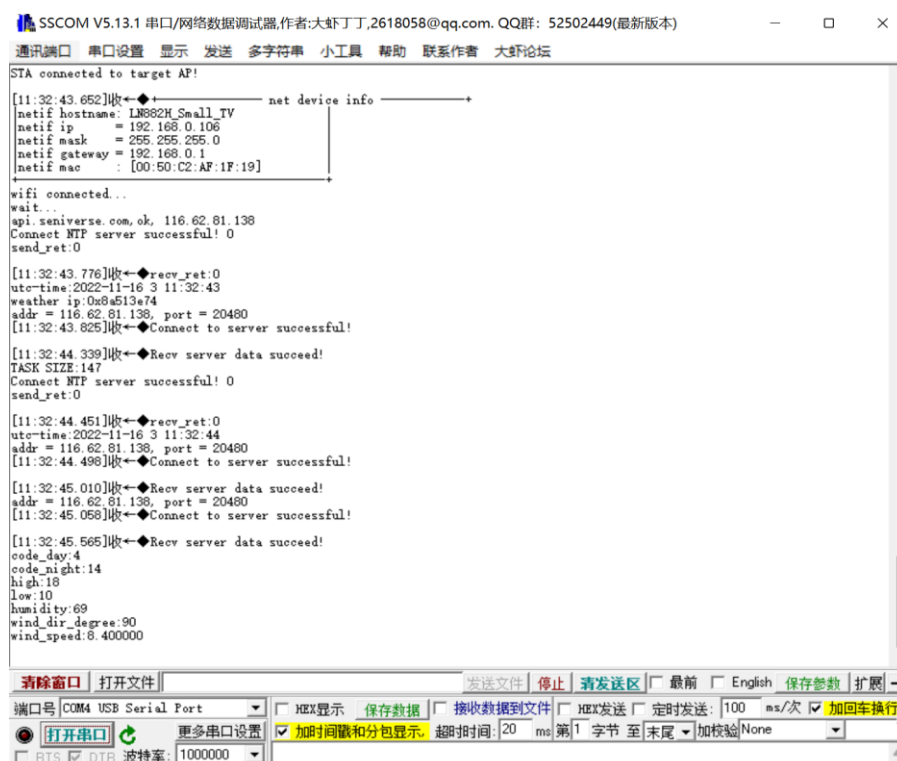 SSCOM V5.13.1 串口/网络数据调试器,作者:大虾丁丁,2618058@qq.com. QQ群: 52502449(最新版本)
通讯端口 串口设置 显示 发送 多字符串 小工具 帮助 联系作者 大虾论坛
STA connected to target AP!
[11:32:43.652]收←◆+———————— net device info ————————+
|netif hostname: LN882H_Small_TV |
|netif ip = 192.168.0.106 |
|netif mask = 255.255.255.0 |
|netif gateway = 192.168.0.1 |
|netif mac : [00:50:C2:AF:1F:19] |
+————————————————————————+
wifi connected...
wait...
api.seniverse.com,ok, 116.62.81.138
Connect NTP server successful! 0
send_ret:0
[11:32:43.776]收←◆recv_ret:0
utc-time:2022-11-16 3 11:32:43
weather ip:0x8a513e74
addr = 116.62.81.138, port = 20480
[11:32:43.825]收←◆Connect to server successful!
[11:32:44.339]收←◆Recv server data succeed!
TASK SIZE:147
Connect NTP server successful! 0
send_ret:0
[11:32:44.451]收←◆recv_ret:0
utc-time:2022-11-16 3 11:32:44
addr = 116.62.81.138, port = 20480
[11:32:44.498]收←◆Connect to server successful!
[11:32:45.010]收←◆Recv server data succeed!
addr = 116.62.81.138, port = 20480
[11:32:45.058]收←◆Connect to server successful!
[11:32:45.565]收←◆Recv server data succeed!
code_day:4
code_night:14
high:18
low:10
humidity:69
wind_dir_degree:90
wind_speed:8.400000
清除窗口 打开文件 发送文件 停止 清发送区 最前 English 保存参数 扩展 -
端口号 COM4 USB Serial Port HEX显示 保存数据 接收数据到文件 HEX发送 定时发送: 100 ms/次 加回车换行
打开串口 更多串口设置 加时间戳和分包显示, 超时时间: 20 ms 第1 字节 至 末尾 加校验None
RTS DTR 波特率: 1000000